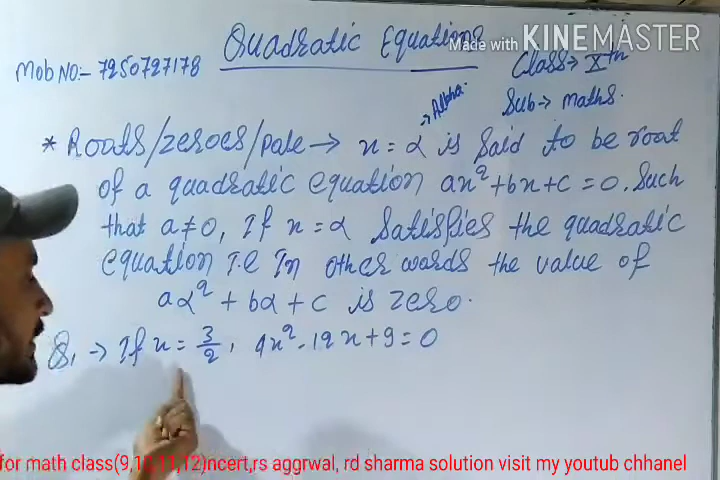 Quadratic Equations
Made with KINEMASTER
Mob No:- 7250727178
Class→ Xth
Sub→ maths.
→ Alpha
* Roots/zeroes/pole → x = α is said to be root
of a quadratic equation ax² + bx + c = 0. Such
that a ≠ 0, If x = α Satisfies the quadratic
equation I.e In other words the value of
aα² + bα + c is zero.
Q₁ → If x = 3/2, 4x² - 12x + 9 = 0
for math class(9,10,11,12)ncert,rs aggrwal, rd sharma solution visit my youtub chhanel